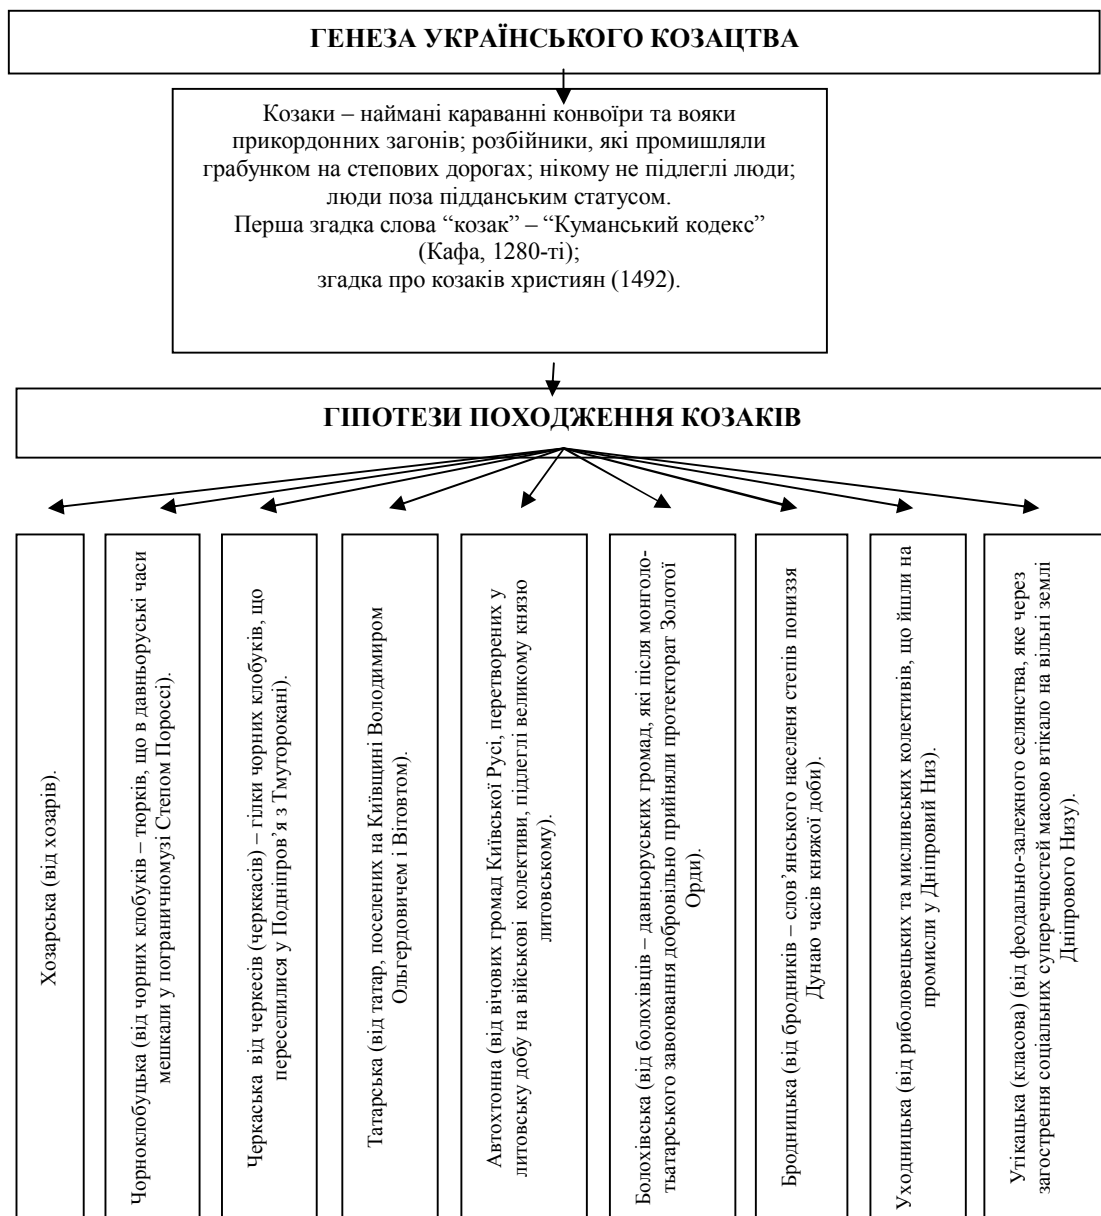 ГЕНЕЗА УКРАЇНСЬКОГО КОЗАЦТВА
Козаки – наймані караванні конвоїри та вояки
прикордонних загонів; розбійники, які промишляли
грабунком на степових дорогах; нікому не підлеглі люди;
люди поза підданським статусом.
Перша згадка слова “козак” – “Куманський кодекс”
(Кафа, 1280-ті);
згадка про козаків християн (1492).
ГІПОТЕЗИ ПОХОДЖЕННЯ КОЗАКІВ
Хозарська (від хозарів).
Чорноклобуцька (від чорних клобуків – тюрків, що в давньоруські часи
мешкали у пограничномузі Степом Пороссі).
Черкаська від черкесів (черккасів) – гілки чорних клобуків, що
переселилися у Подніпров’я з Тмуторокані).
Татарська (від татар, поселених на Київщині Володимиром
Ольгердовичем і Вітовтом).
Автохтонна (від вічових громад Київської Русі, перетворених у
литовську добу на військові колективи, підлеглі великому князю
литовському).
Болохівська (від болохівців – давньоруських громад, які після монголо-
тьатарського завоювання добровільно прийняли протекторат Золотої
Орди).
Бродницька (від бродників – слов’янського населеня степів пониззя
Дунаю часів княжої доби).
Уходницька (від риболовецьких та мисливських колективів, що йшли на
промисли у Дніпровий Низ).
Утікацька (класова) (від феодально-залежного селянства, яке через
загострення соціальних суперечностей масово втікало на вільні землі
Дніпрового Низу).